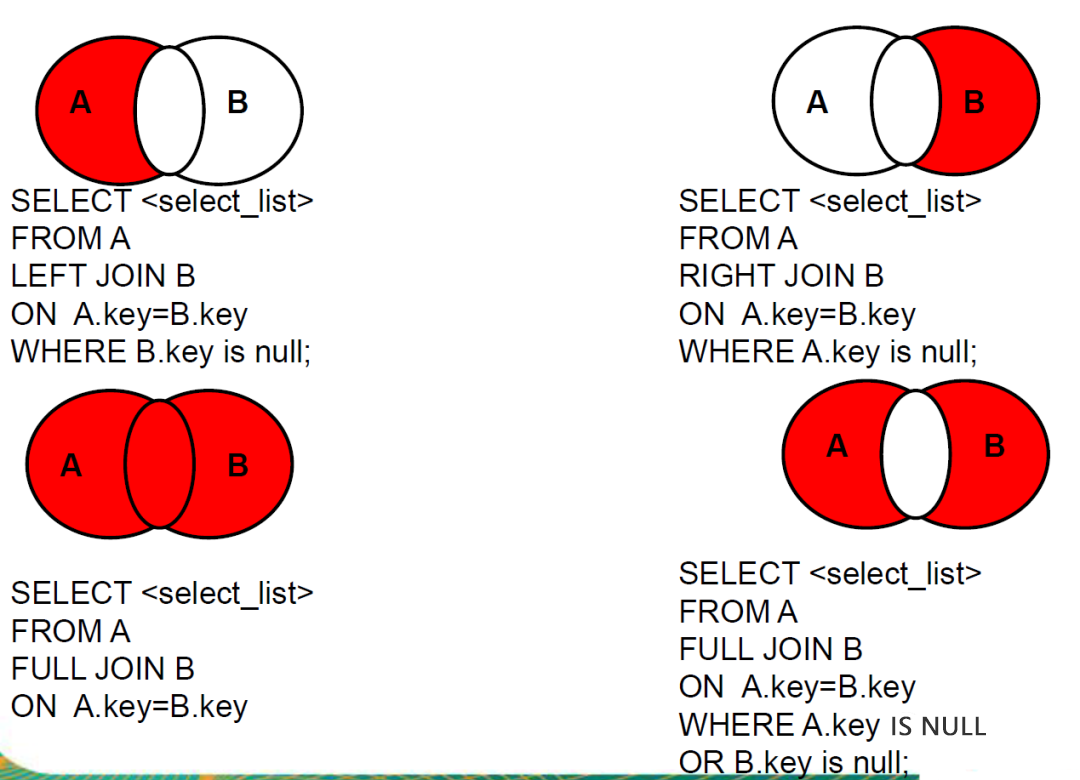 A B
SELECT <select_list>
FROM A
LEFT JOIN B
ON A.key=B.key
WHERE B.key is null;
A B
SELECT <select_list>
FROM A
RIGHT JOIN B
ON A.key=B.key
WHERE A.key is null;
A B
SELECT <select_list>
FROM A
FULL JOIN B
ON A.key=B.key
A B
SELECT <select_list>
FROM A
FULL JOIN B
ON A.key=B.key
WHERE A.key IS NULL
OR B.key is null;